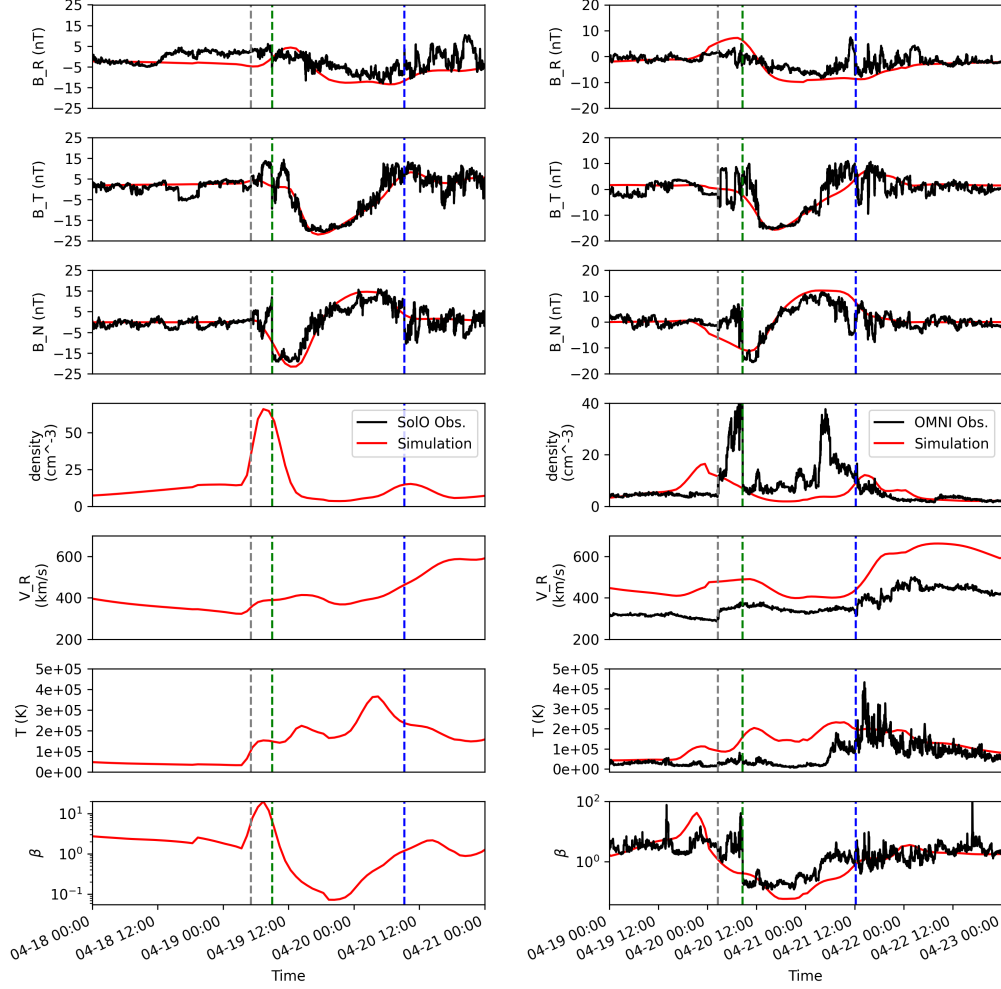 25
5
−5
−15
−25
B_R (nT)
20
10
0
−10
−20
B_R (nT)
25
15
5
−5
−15
−25
B_T (nT)
20
10
0
−10
−20
B_T (nT)
25
15
5
−5
−15
−25
B_N (nT)
20
10
0
−10
−20
B_N (nT)
50
25
0
density
(cm^-3)
SolO Obs.
Simulation
40
20
0
density
(cm^-3)
OMNI Obs.
Simulation
600
400
200
V_R
(km/s)
600
400
200
V_R
(km/s)
5e+05
4e+05
3e+05
2e+05
1e+05
0e+00
T (K)
5e+05
4e+05
3e+05
2e+05
1e+05
0e+00
T (K)
10¹
10⁰
10⁻¹
β
10²
10⁰
β
04-18 00:00
04-18 12:00
04-19 00:00
04-19 12:00
04-20 00:00
04-20 12:00
04-21 00:00
Time
04-19 00:00
04-19 12:00
04-20 00:00
04-20 12:00
04-21 00:00
04-21 12:00
04-22 00:00
04-22 12:00
04-23 00:00
Time